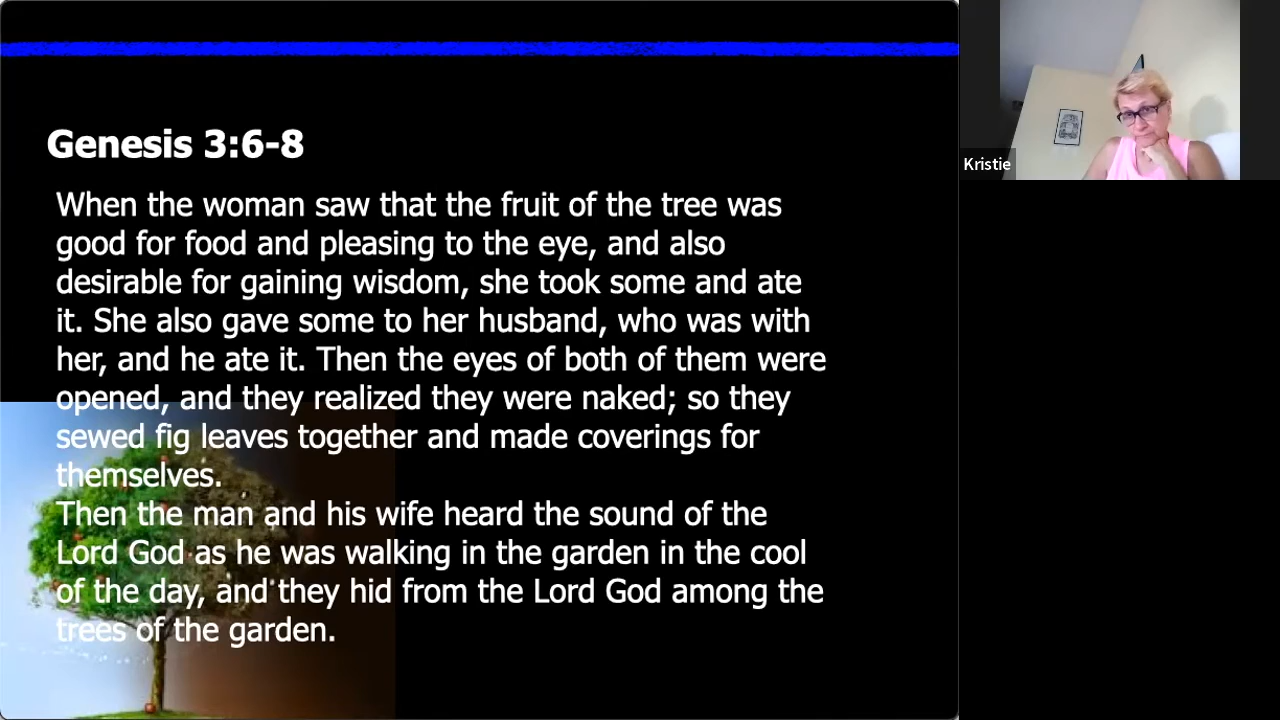 Genesis 3:6-8
When the woman saw that the fruit of the tree was
good for food and pleasing to the eye, and also
desirable for gaining wisdom, she took some and ate
it. She also gave some to her husband, who was with
her, and he ate it. Then the eyes of both of them were
opened, and they realized they were naked; so they
sewed fig leaves together and made coverings for
themselves.
Then the man and his wife heard the sound of the
Lord God as he was walking in the garden in the cool
of the day, and they hid from the Lord God among the
trees of the garden.
Kristie